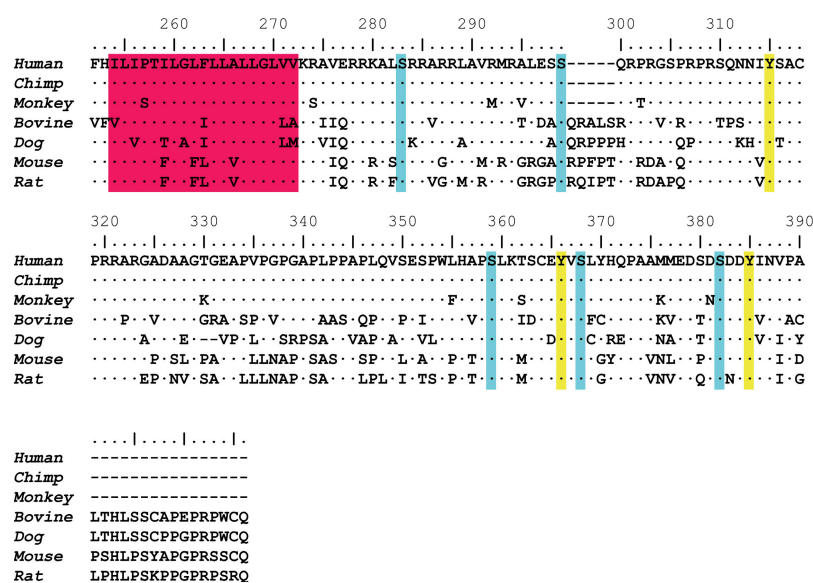 260 270 280 290 300 310
Human FHILIPTILGLFLLALLGLVVKRAVERRKALSRRARRLAVRMRALESS-----QRPRGSPRPRSQNNIYSAC
Chimp ················································-----···················
Monkey ·····S················S·················M··V····-----··T················
Bovine VFV········I·······LA··IIQ········V········T·DA·QRALSR···V·R···TPS······
Dog ····V··T·A·I·······LM··VIQ······K····A········A·QRPPPH·····QP····KH··T··
Mouse ·······F··FL··V·········IQ··R·S····G···M·R·GRGA·RPFPT··RDA·K·······V····
Rat ·······F··FL··V·········IQ··R·F···VG·M·R···GRGP·RQIPT··RDAPQ·······V····
320 330 340 350 360 370 380 390
Human PRRARGADAAGTGEAPVPGPGAPLPPAPLQVSESPWLHAPSLKTSCEYVSLYHQPAAMMEDSDSDDYINVPA
Chimp ········································································
Monkey ···········K························F······S·············K····N·········
Bovine ···P··V····GRA·SP·V····AAS·QP··P·I····V····ID·····FC·····KV··T·····V··AC
Dog ·····A···E·--VP·L··SRPSA··VAP·A··VL···········D···C·RE···NA··T·····V·I·Y
Mouse ······P·SL·PA···LLNAP·SAS··SP··L·A··P·T····M·······GY···VNL··P·······I·D
Rat ·····EP·NV·SA···LLLNAP·SA···LPL·I·TS·P·T···M·······G····VNV··Q··N····I·G
Human ----------------
Chimp ----------------
Monkey ----------------
Bovine LTHLSSCAPEPRPWCQ
Dog LTHLSSCPPGPRPWCQ
Mouse PSHLPSYAPGPRSSCQ
Rat LPHLPSKPPGPRPSRQ